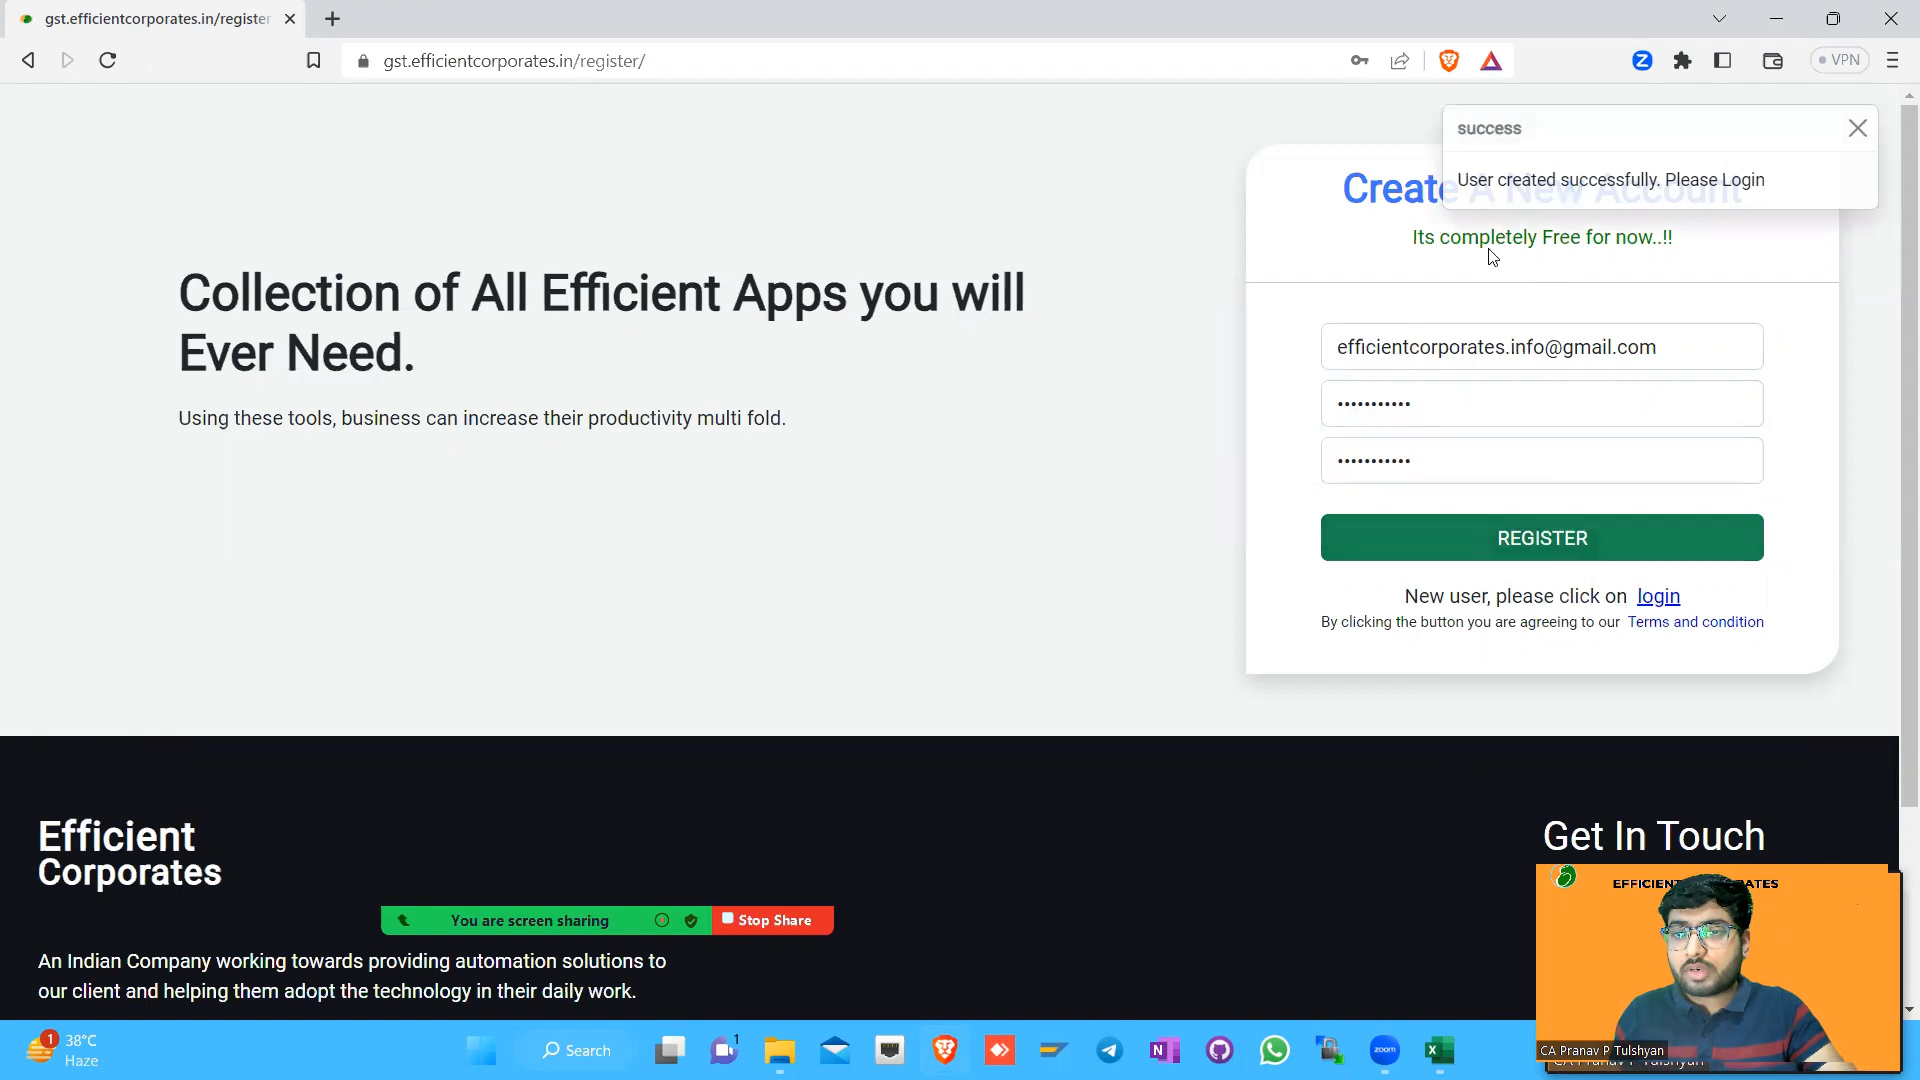 gst.efficientcorporates.in/register
gst.efficientcorporates.in/register/
VPN
success
User created successfully. Please Login
Create A New Account
Its completely Free for now..!!
Collection of All Efficient Apps you will
Ever Need.
Using these tools, business can increase their productivity multi fold.
efficientcorporates.info@gmail.com
REGISTER
New user, please click on login
By clicking the button you are agreeing to our Terms and condition
Efficient
Corporates
Get In Touch
You are screen sharing
Stop Share
An Indian Company working towards providing automation solutions to
our client and helping them adopt the technology in their daily work.
CA Pranav P Tulshyan
1
38°C
Haze
Search
1
zoom